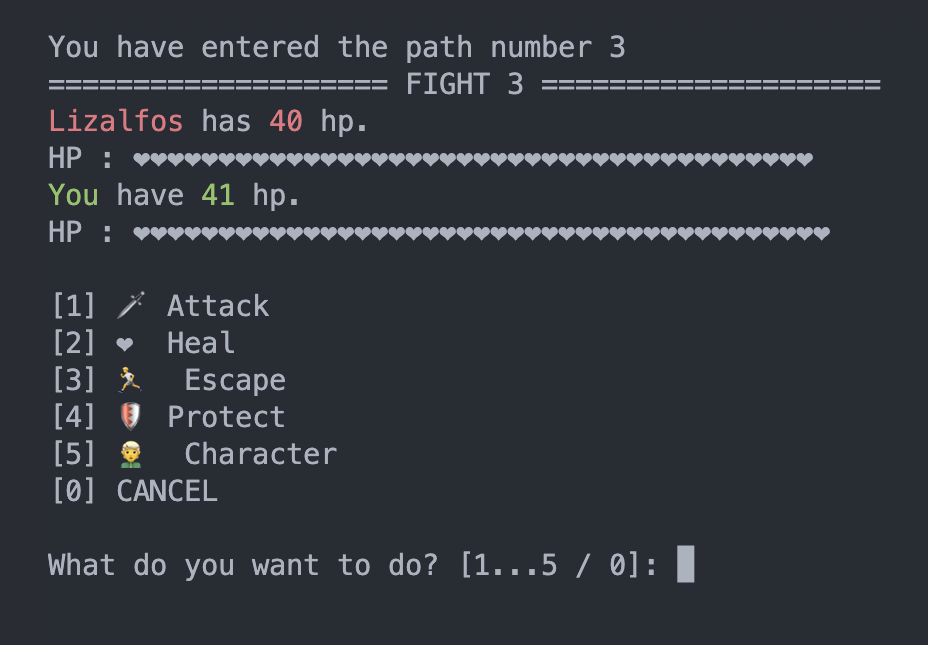 You have entered the path number 3
==================== FIGHT 3 ====================
Lizalfos has 40 hp.
HP : ❤❤❤❤❤❤❤❤❤❤❤❤❤❤❤❤❤❤❤❤❤❤❤❤❤❤❤❤❤❤❤❤❤❤❤❤❤❤❤❤
You have 41 hp.
HP : ❤❤❤❤❤❤❤❤❤❤❤❤❤❤❤❤❤❤❤❤❤❤❤❤❤❤❤❤❤❤❤❤❤❤❤❤❤❤❤❤❤
[1] 🗡 Attack
[2] ❤ Heal
[3] 🏃 Escape
[4] 🛡 Protect
[5] 🧝 Character
[0] CANCEL
What do you want to do? [1...5 / 0]: